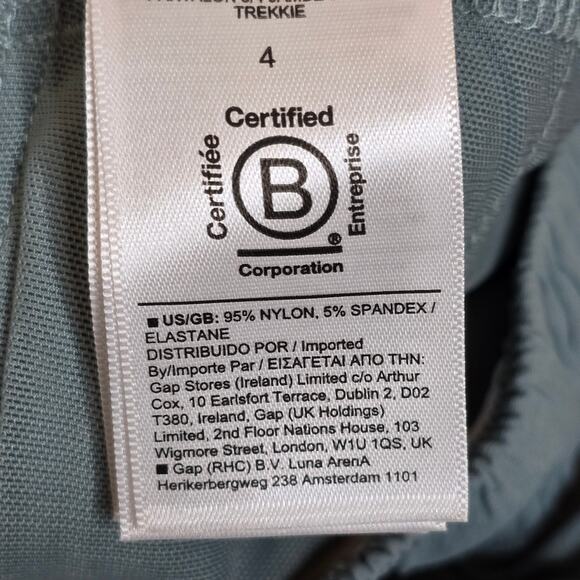 TREKKIE
4
Certified
Certifiée
B
Entreprise
®
Corporation
■ US/GB: 95% NYLON, 5% SPANDEX /
ELASTANE
DISTRIBUIDO POR / Imported
By/Importe Par / ΕΙΣΑΓΕΤΑΙ ΑΠΟ ΤΗΝ:
Gap Stores (Ireland) Limited c/o Arthur
Cox, 10 Earlsfort Terrace, Dublin 2, D02
T380, Ireland, Gap (UK Holdings)
Limited, 2nd Floor Nations House, 103
Wigmore Street, London, W1U 1QS, UK
■ Gap (RHC) B.V. Luna ArenA
Herikerbergweg 238 Amsterdam 1101